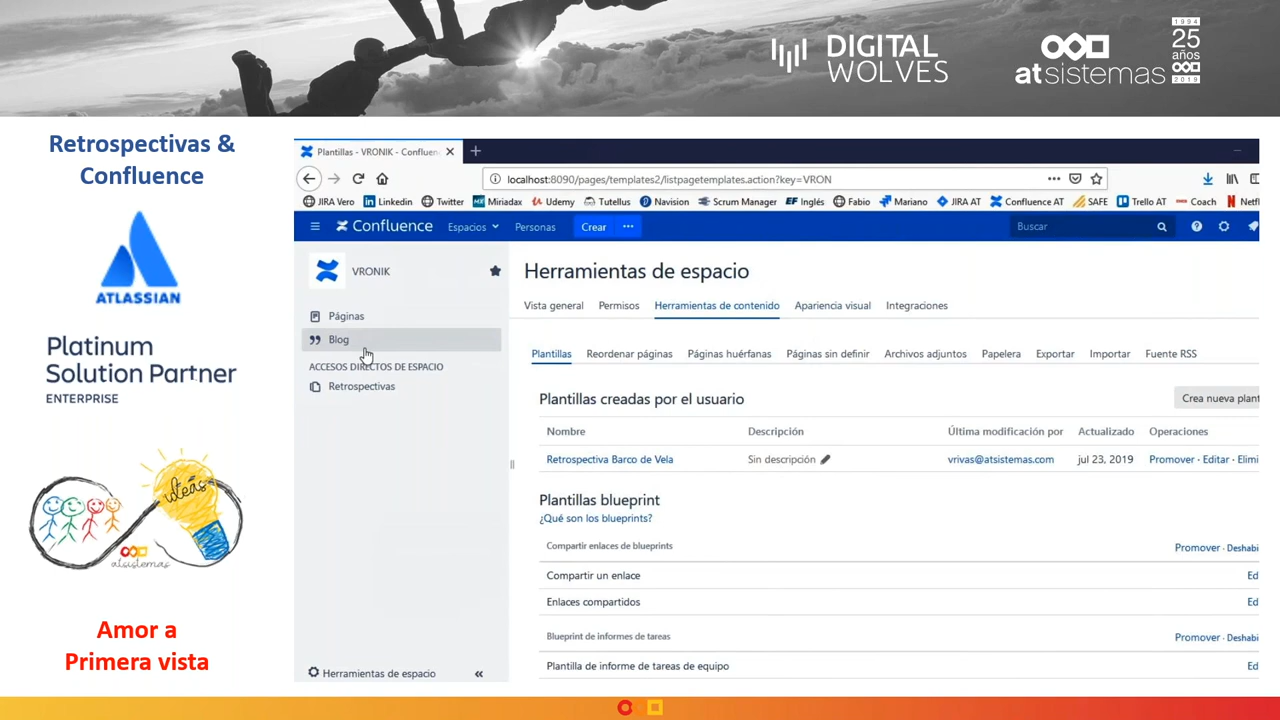 DIGITAL
WOLVES
atsistemas
1994
25
años
2019
Retrospectivas &
Confluence
ATLASSIAN
Platinum
Solution Partner
ENTERPRISE
ideas
atsistemas
Amor a
Primera vista
Plantillas - VRONIK - Confluen
localhost:8090/pages/templates2/listpagetemplates.action?key=VRON
JIRA Vero Linkedin Twitter Miriadax Udemy Tutellus Navision Scrum Manager EF Inglés Fabio Mariano JIRA AT Confluence AT SAFE Trello AT Coach Netfl
Confluence Espacios Personas Crear ••• Buscar
VRONIK
Páginas
Blog
ACCESOS DIRECTOS DE ESPACIO
Retrospectivas
Herramientas de espacio «
Herramientas de espacio
Vista general Permisos Herramientas de contenido Apariencia visual Integraciones
Plantillas Reordenar páginas Páginas huérfanas Páginas sin definir Archivos adjuntos Papelera Exportar Importar Fuente RSS
Plantillas creadas por el usuario
Crea nueva plant
Nombre Descripción Última modificación por Actualizado Operaciones
Retrospectiva Barco de Vela Sin descripción vrivas@atsistemas.com jul 23, 2019 Promover · Editar · Elimi
Plantillas blueprint
¿Qué son los blueprints?
Compartir enlaces de blueprints Promover · Deshabi
Compartir un enlace Ed
Enlaces compartidos Ed
Blueprint de informes de tareas Promover · Deshabi
Plantilla de informe de tareas de equipo Ed